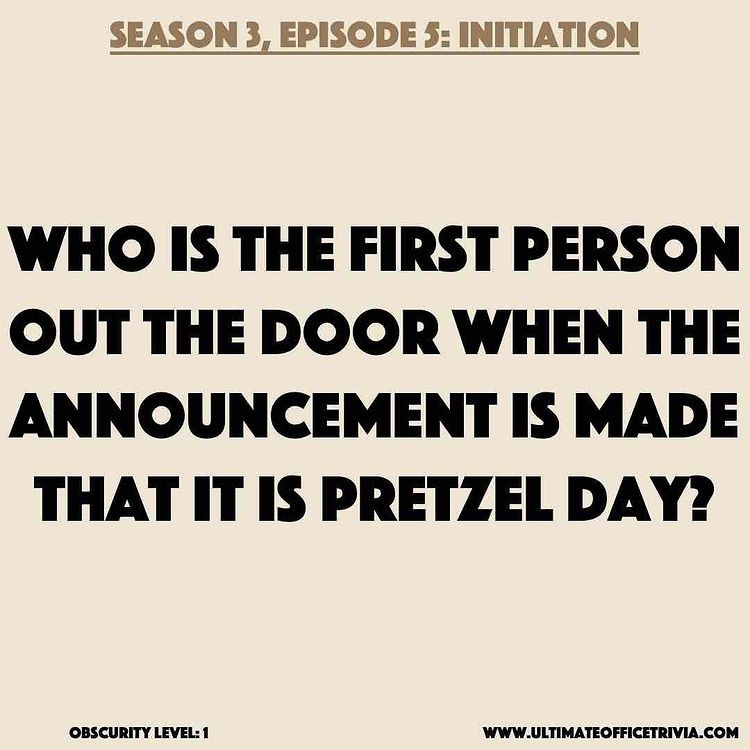 SEASON 3, EPISODE 5: INITIATION
WHO IS THE FIRST PERSON
OUT THE DOOR WHEN THE
ANNOUNCEMENT IS MADE
THAT IT IS PRETZEL DAY?
OBSCURITY LEVEL: 1
WWW.ULTIMATEOFFICETRIVIA.COM